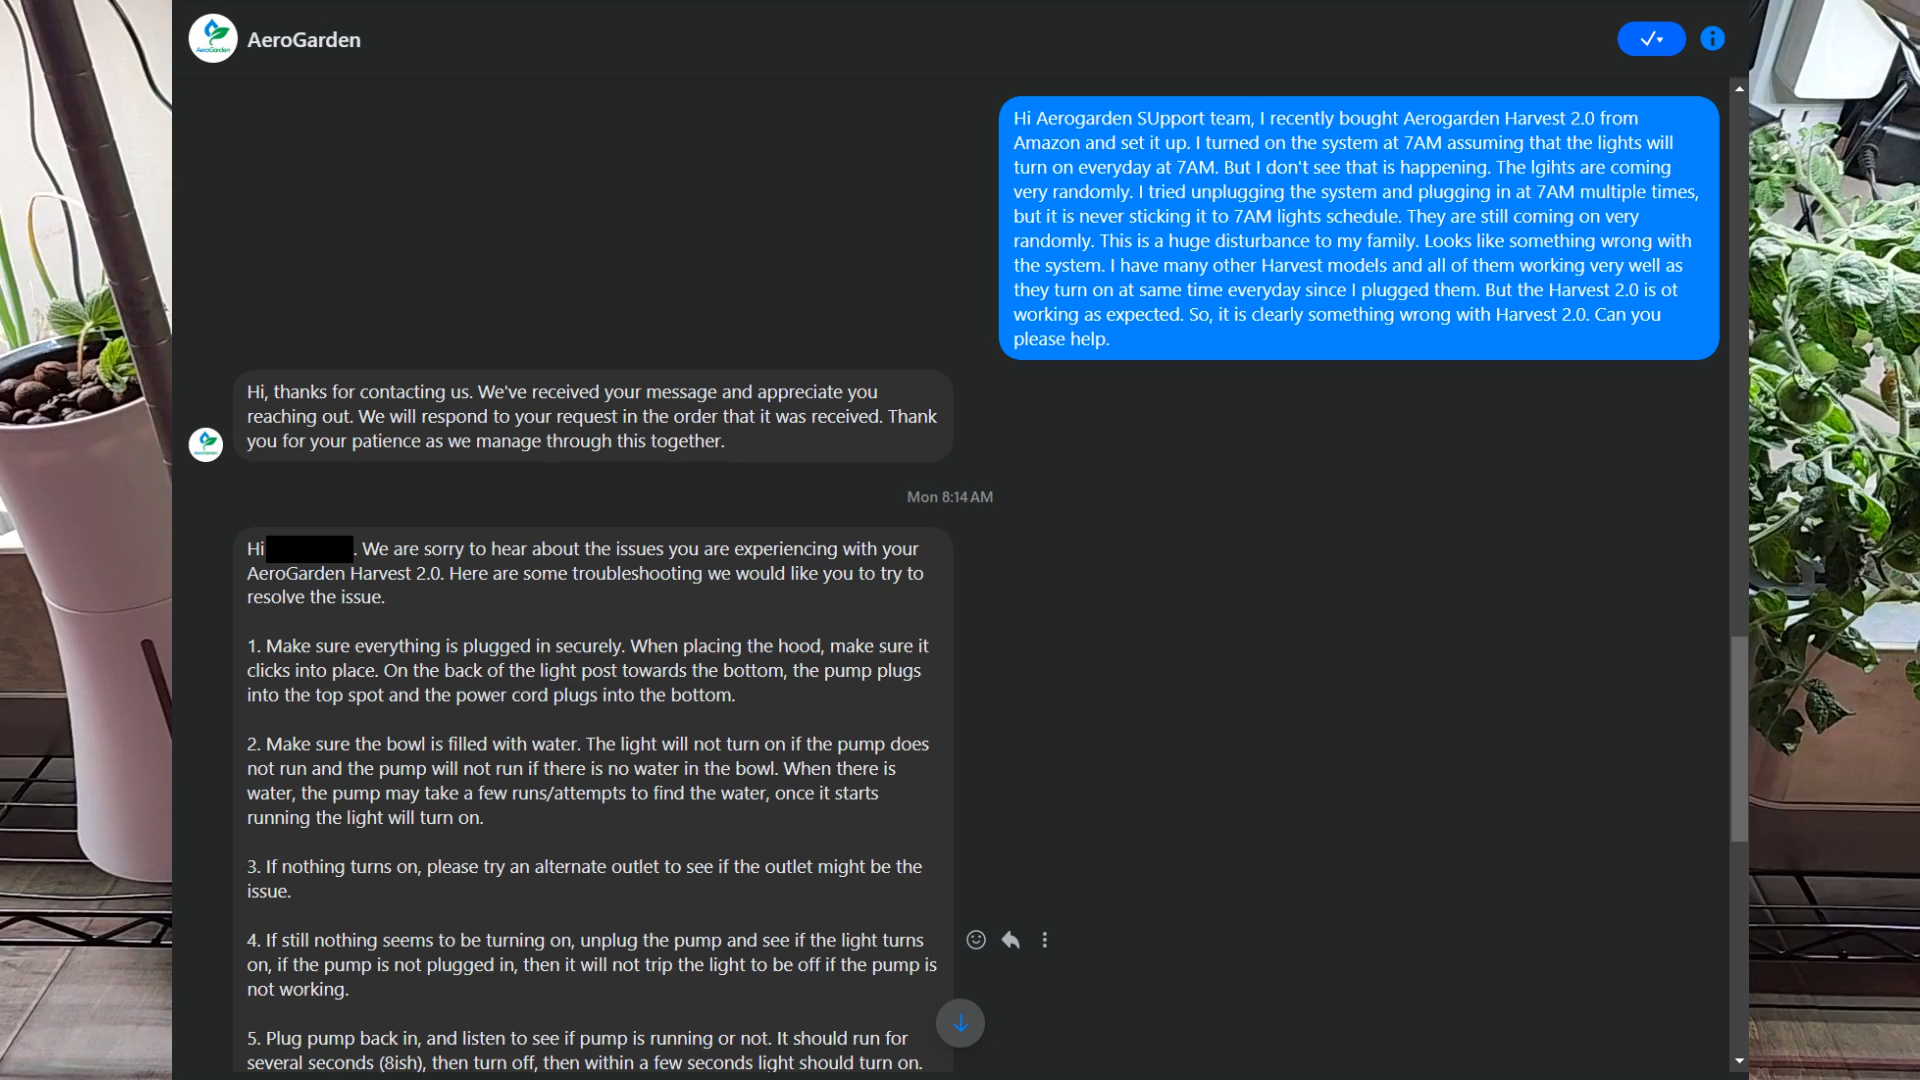 AeroGarden
AeroGarden
Hi Aerogarden SUpport team, I recently bought Aerogarden Harvest 2.0 from
Amazon and set it up. I turned on the system at 7AM assuming that the lights will
turn on everyday at 7AM. But I don't see that is happening. The lgihts are coming
very randomly. I tried unplugging the system and plugging in at 7AM multiple times,
but it is never sticking it to 7AM lights schedule. They are still coming on very
randomly. This is a huge disturbance to my family. Looks like something wrong with
the system. I have many other Harvest models and all of them working very well as
they turn on at same time everyday since I plugged them. But the Harvest 2.0 is ot
working as expected. So, it is clearly something wrong with Harvest 2.0. Can you
please help.
Hi, thanks for contacting us. We've received your message and appreciate you
reaching out. We will respond to your request in the order that it was received. Thank
you for your patience as we manage through this together.
AeroGarden
Mon 8:14 AM
Hi . We are sorry to hear about the issues you are experiencing with your
AeroGarden Harvest 2.0. Here are some troubleshooting we would like you to try to
resolve the issue.
1. Make sure everything is plugged in securely. When placing the hood, make sure it
clicks into place. On the back of the light post towards the bottom, the pump plugs
into the top spot and the power cord plugs into the bottom.
2. Make sure the bowl is filled with water. The light will not turn on if the pump does
not run and the pump will not run if there is no water in the bowl. When there is
water, the pump may take a few runs/attempts to find the water, once it starts
running the light will turn on.
3. If nothing turns on, please try an alternate outlet to see if the outlet might be the
issue.
4. If still nothing seems to be turning on, unplug the pump and see if the light turns
on, if the pump is not plugged in, then it will not trip the light to be off if the pump is
not working.
5. Plug pump back in, and listen to see if pump is running or not. It should run for
several seconds (8ish), then turn off, then within a few seconds light should turn on.